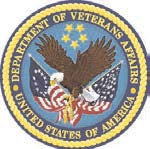 DEPARTMENT OF VETERANS AFFAIRS
UNITED STATES OF AMERICA